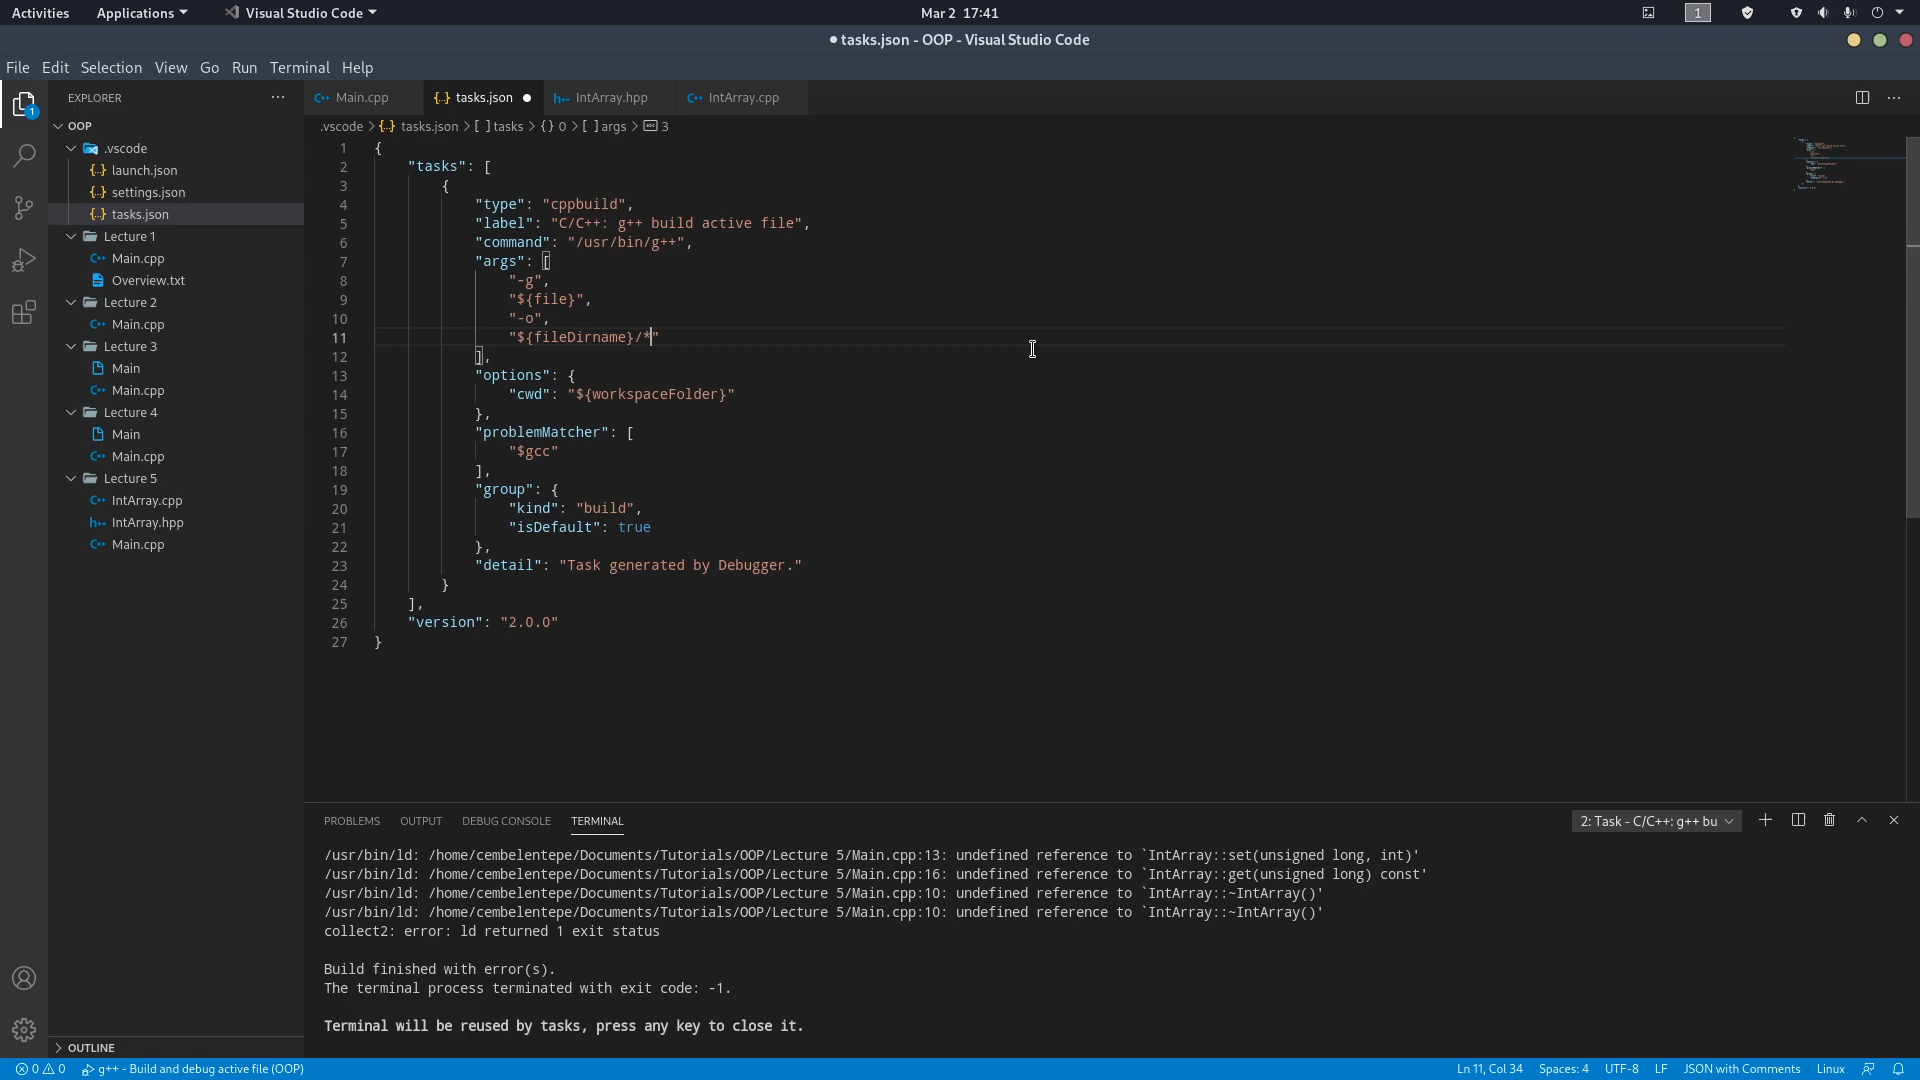 Activities Applications Visual Studio Code Mar 2 17:41 1
tasks.json - OOP - Visual Studio Code
File Edit Selection View Go Run Terminal Help
1
EXPLORER
OOP
.vscode
launch.json
settings.json
tasks.json
Lecture 1
Main.cpp
Overview.txt
Lecture 2
Main.cpp
Lecture 3
Main
Main.cpp
Lecture 4
Main
Main.cpp
Lecture 5
IntArray.cpp
IntArray.hpp
Main.cpp
OUTLINE
Main.cpp tasks.json IntArray.hpp IntArray.cpp
.vscode > {..} tasks.json > [ ] tasks > {} 0 > [ ] args > abc 3
1 {
2 "tasks": [
3 {
4 "type": "cppbuild",
5 "label": "C/C++: g++ build active file",
6 "command": "/usr/bin/g++",
7 "args": [
8 "-g",
9 "${file}",
10 "-o",
11 "${fileDirname}/*"
12 ],
13 "options": {
14 "cwd": "${workspaceFolder}"
15 },
16 "problemMatcher": [
17 "$gcc"
18 ],
19 "group": {
20 "kind": "build",
21 "isDefault": true
22 },
23 "detail": "Task generated by Debugger."
24 }
25 ],
26 "version": "2.0.0"
27 }
PROBLEMS OUTPUT DEBUG CONSOLE TERMINAL 2: Task - C/C++: g++ bu
/usr/bin/ld: /home/cembelentepe/Documents/Tutorials/OOP/Lecture 5/Main.cpp:13: undefined reference to `IntArray::set(unsigned long, int)'
/usr/bin/ld: /home/cembelentepe/Documents/Tutorials/OOP/Lecture 5/Main.cpp:16: undefined reference to `IntArray::get(unsigned long) const'
/usr/bin/ld: /home/cembelentepe/Documents/Tutorials/OOP/Lecture 5/Main.cpp:10: undefined reference to `IntArray::~IntArray()'
/usr/bin/ld: /home/cembelentepe/Documents/Tutorials/OOP/Lecture 5/Main.cpp:10: undefined reference to `IntArray::~IntArray()'
collect2: error: ld returned 1 exit status
Build finished with error(s).
The terminal process terminated with exit code: -1.
Terminal will be reused by tasks, press any key to close it.
0 0 g++ - Build and debug active file (OOP) Ln 11, Col 34 Spaces: 4 UTF-8 LF JSON with Comments Linux